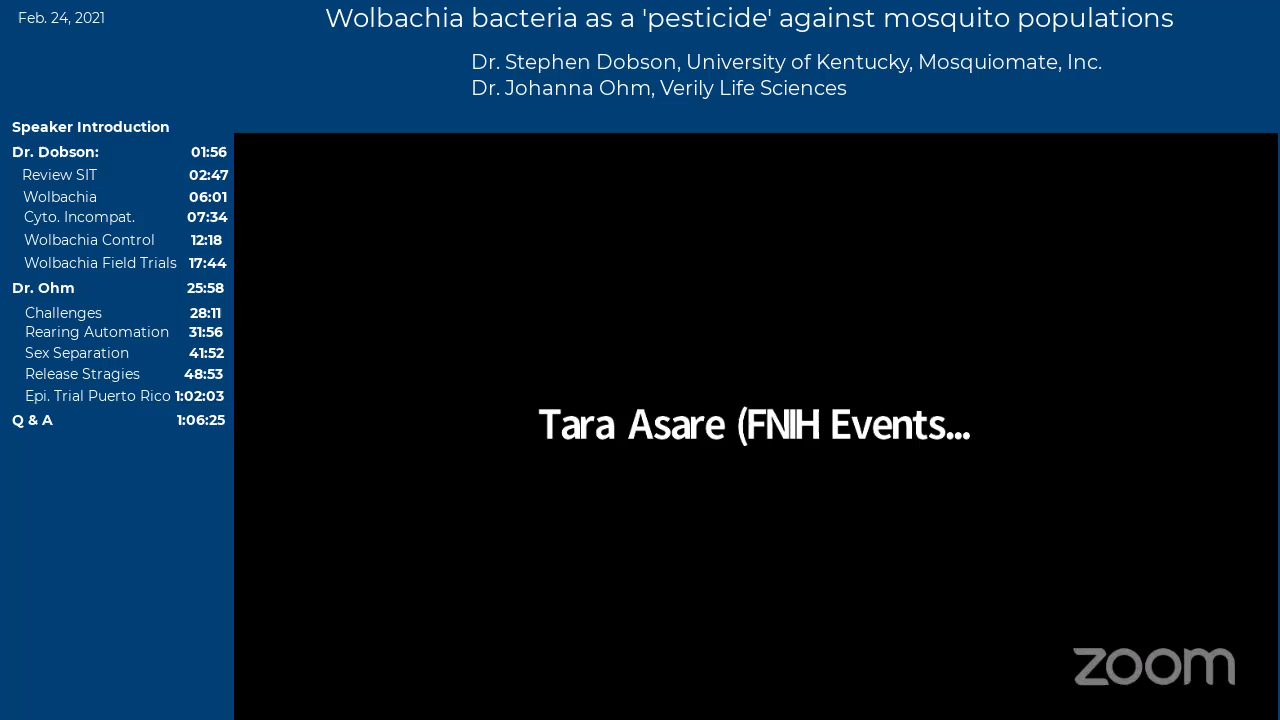 Feb. 24, 2021
Wolbachia bacteria as a 'pesticide' against mosquito populations
Dr. Stephen Dobson, University of Kentucky, Mosquiomate, Inc.
Dr. Johanna Ohm, Verily Life Sciences
Speaker Introduction
Dr. Dobson: 01:56
Review SIT 02:47
Wolbachia 06:01
Cyto. Incompat. 07:34
Wolbachia Control 12:18
Wolbachia Field Trials 17:44
Dr. Ohm 25:58
Challenges 28:11
Rearing Automation 31:56
Sex Separation 41:52
Release Stragies 48:53
Epi. Trial Puerto Rico 1:02:03
Q & A 1:06:25
Tara Asare (FNIH Events...
zoom